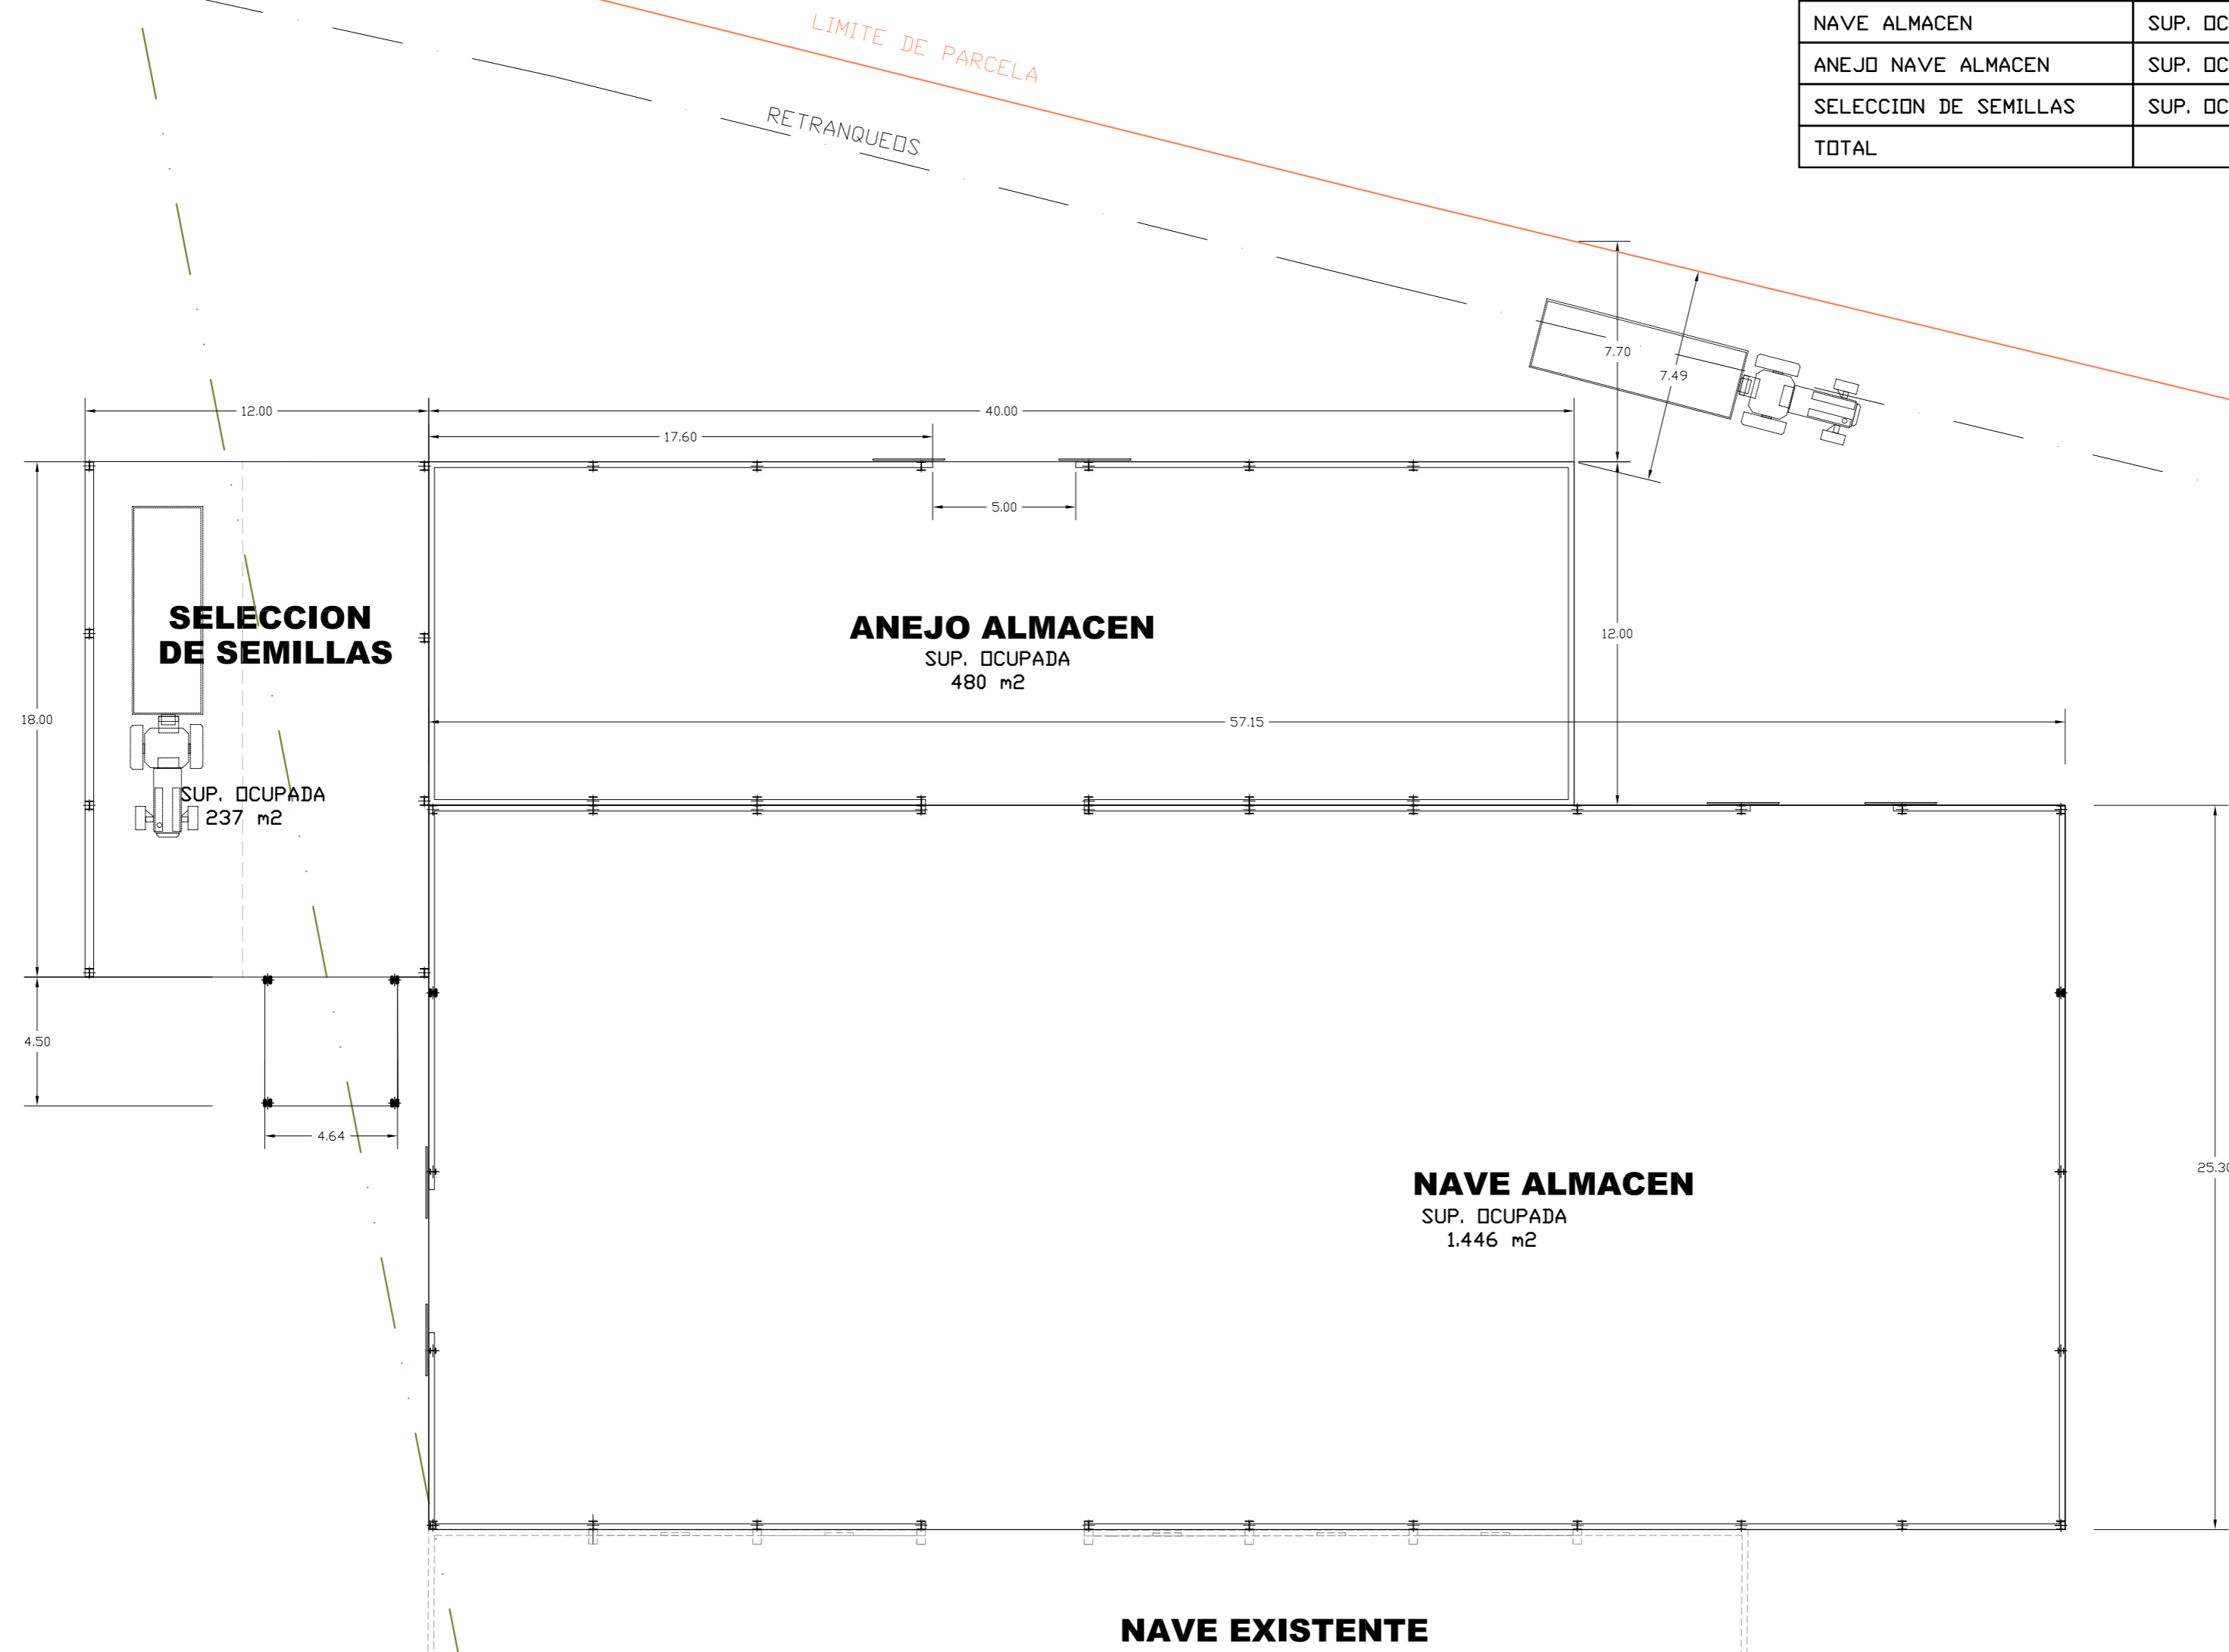 NAVE ALMACEN SUP. OC
ANEJO NAVE ALMACEN SUP. OC
SELECCION DE SEMILLAS SUP. OC
TOTAL
LIMITE DE PARCELA
RETRANQUEOS
7.70
7.49
12.00
40.00
17.60
5.00
SELECCION
DE SEMILLAS
ANEJO ALMACEN
SUP. OCUPADA
480 m2
12.00
18.00
57.15
SUP. OCUPADA
237 m2
4.50
4.64
25.30
NAVE ALMACEN
SUP. OCUPADA
1.446 m2
NAVE EXISTENTE